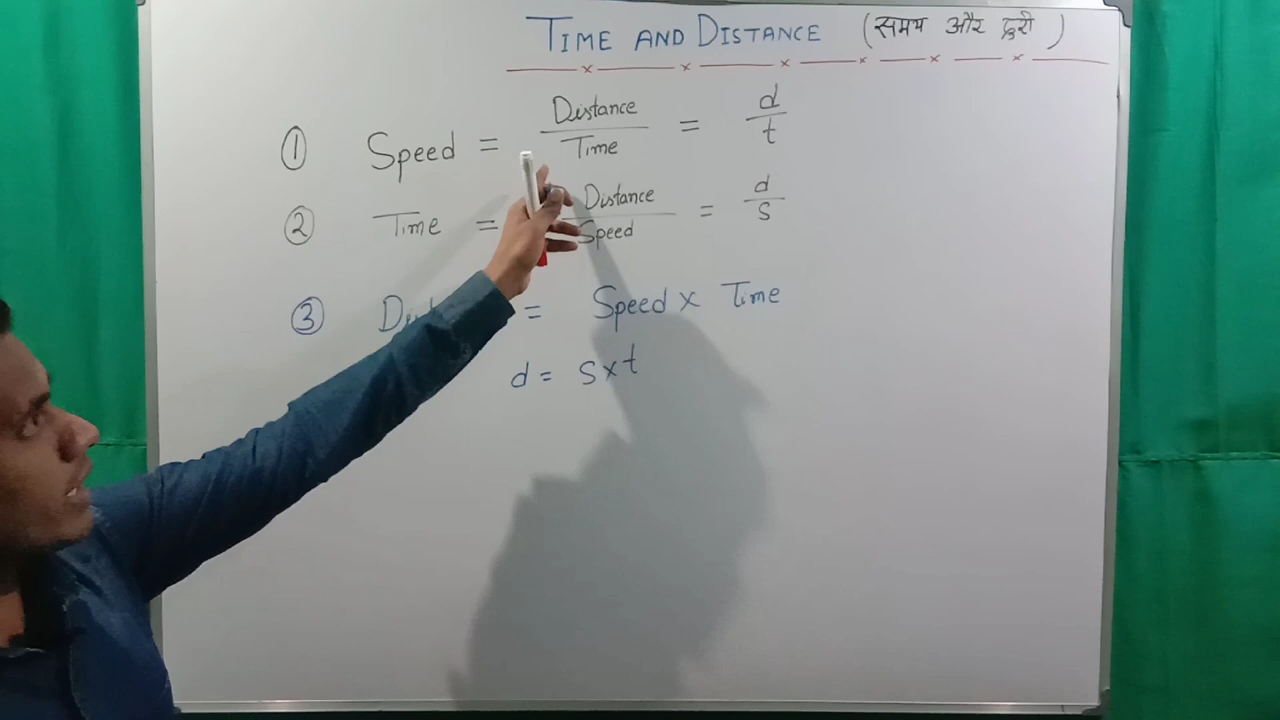 TIME AND DISTANCE (समय और दूरी)
① Speed = Distance/Time = d/t
② Time = Distance/Speed = d/s
③ = Speed × Time
d = s×t